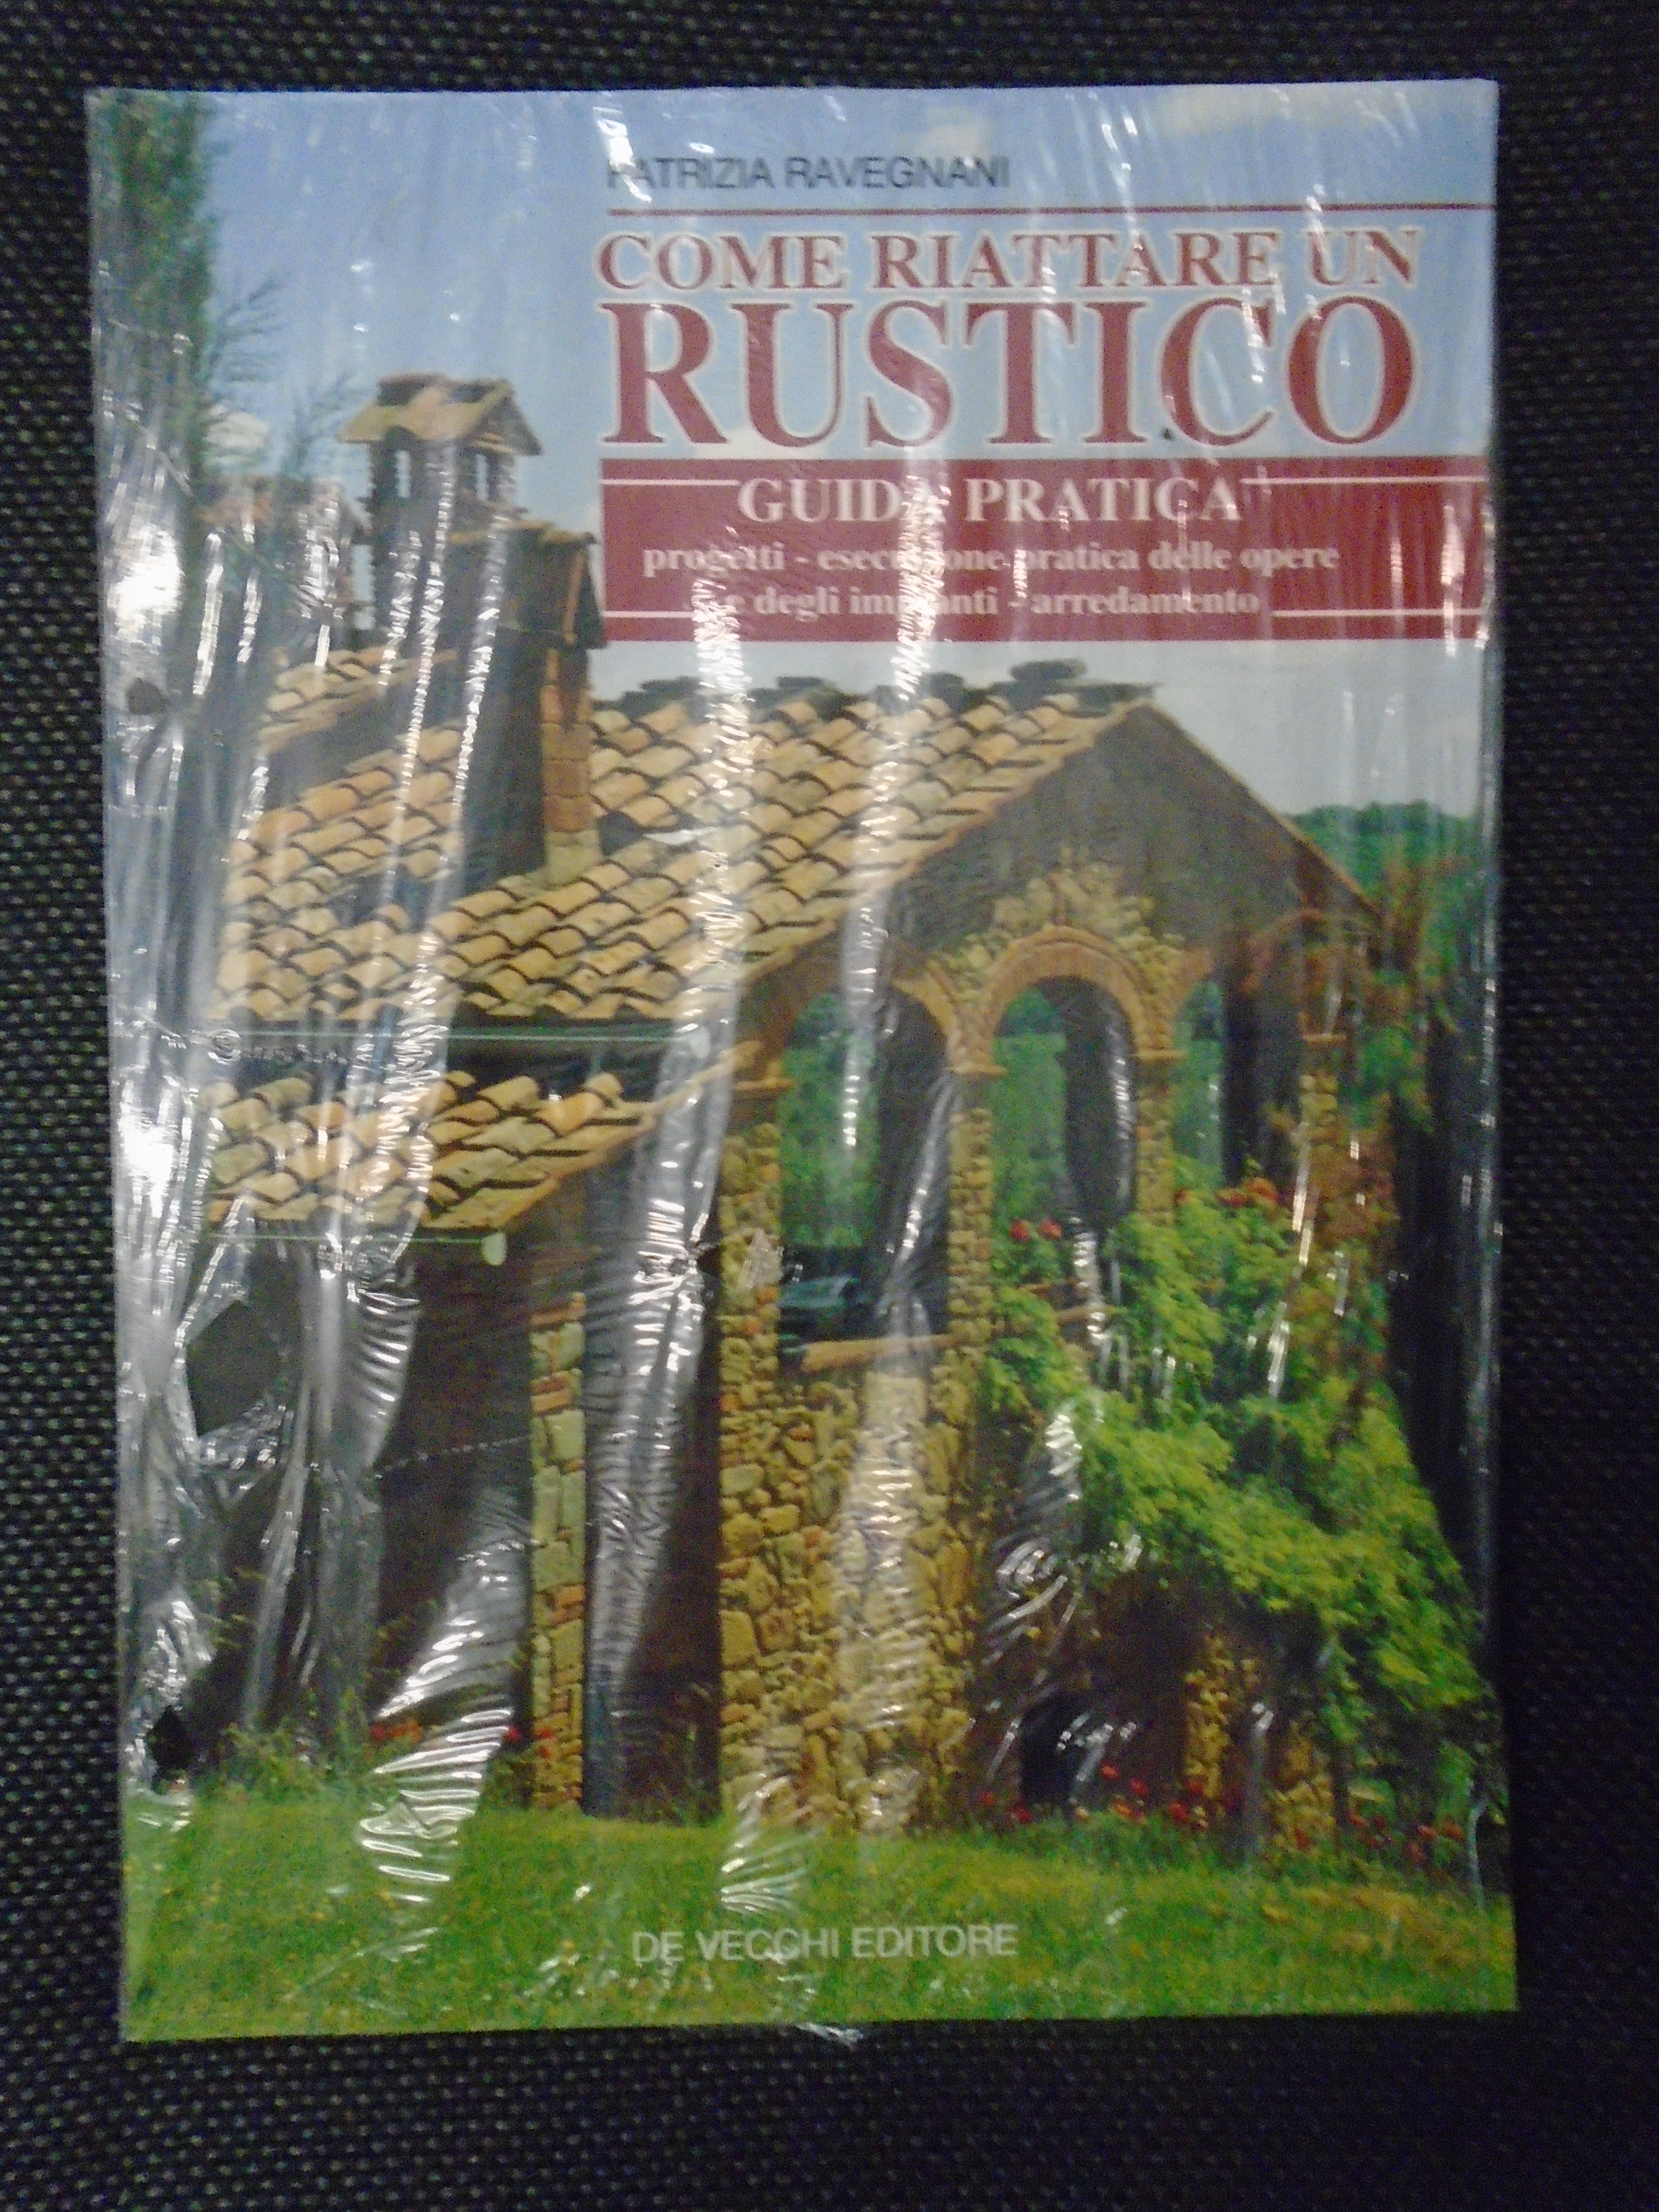 PATRIZIA RAVEGNANI
COME RIATTARE UN
RUSTICO
GUIDA PRATICA
progetti - esecuzione pratica delle opere
e degli impianti - arredamento
DE VECCHI EDITORE